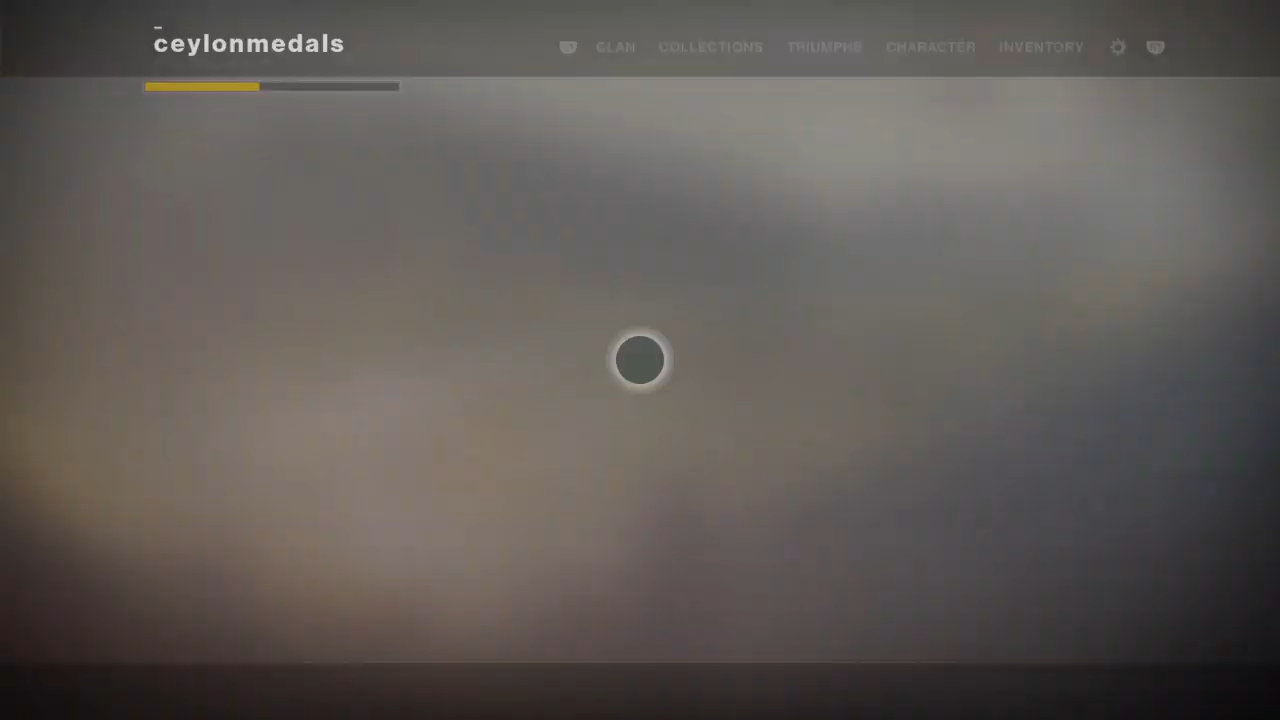 ceylonmedals
CLAN COLLECTIONS TRIUMPHS CHARACTER INVENTORY